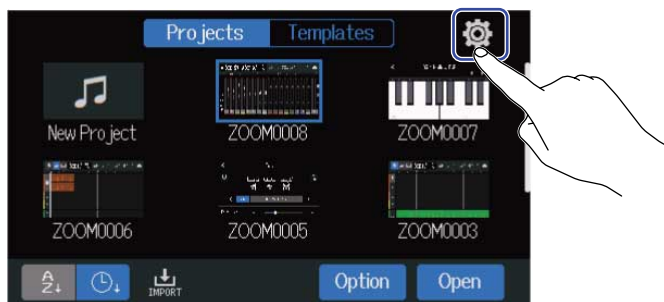 Projects Templates
New Project ZOOM0008 ZOOM0007
ZOOM0006 ZOOM0005 ZOOM0003
A
Z IMPORT Option Open